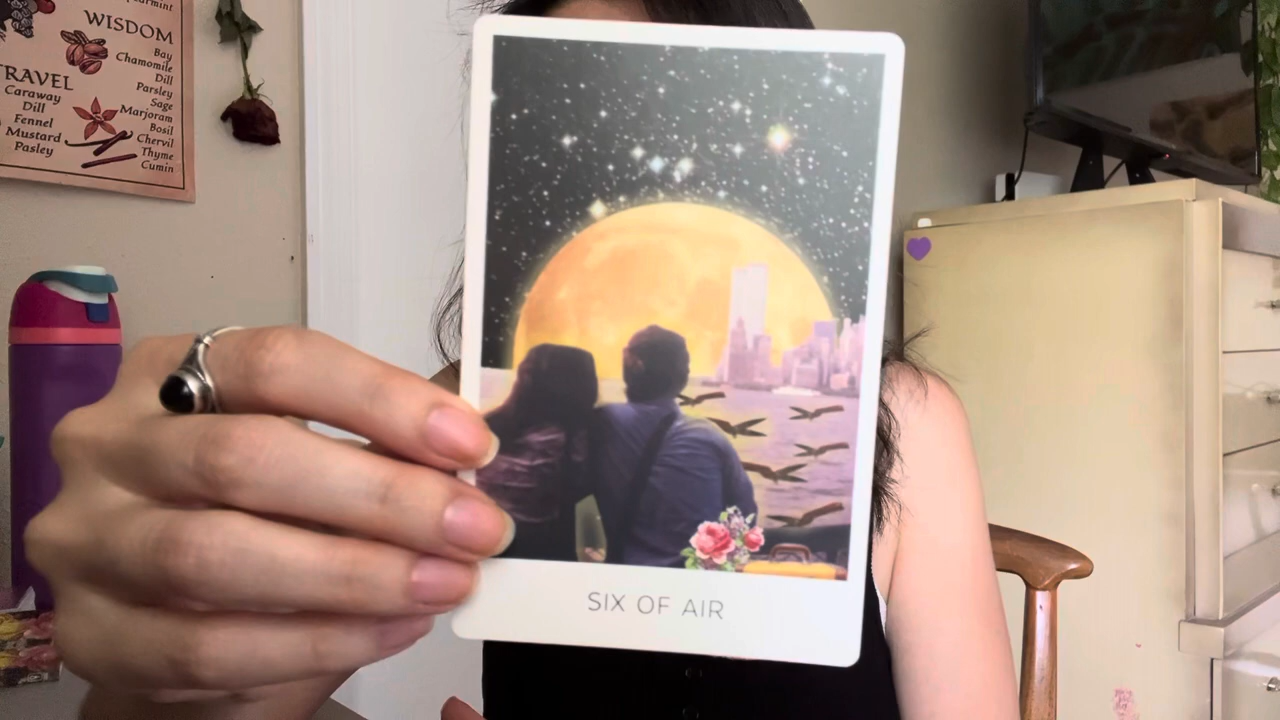 WISDOM
Bay
Chamomile
Dill
Parsley
Sage
Marjoram
Bosil
Chervil
Thyme
Cumin
TRAVEL
Caraway
Dill
Fennel
Mustard
Pasley
SIX OF AIR